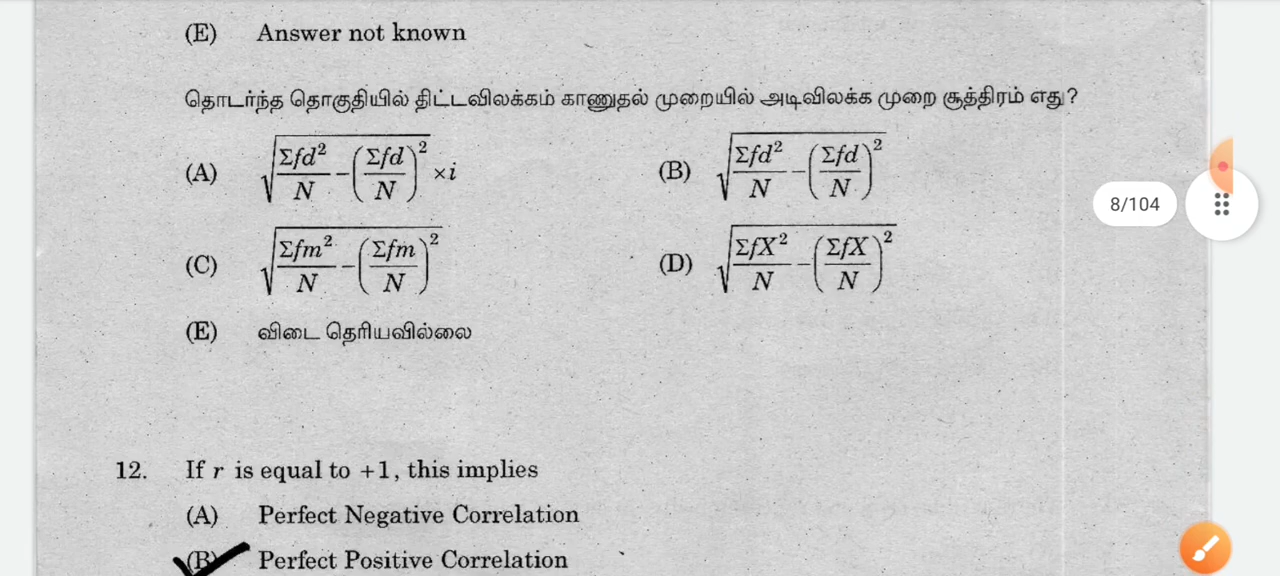 (E) Answer not known
தொடர்ந்த தொகுதியில் திட்டவிலக்கம் காணுதல் முறையில் அடிவிலக்க முறை சூத்திரம் எது?
(A) √(Σfd²/N − (Σfd/N)²) ×i (B) √(Σfd²/N − (Σfd/N)²)
(C) √(Σfm²/N − (Σfm/N)²) (D) √(ΣfX²/N − (ΣfX/N)²)
(E) விடை தெரியவில்லை
8/104
12. If r is equal to +1, this implies
(A) Perfect Negative Correlation
(B) Perfect Positive Correlation